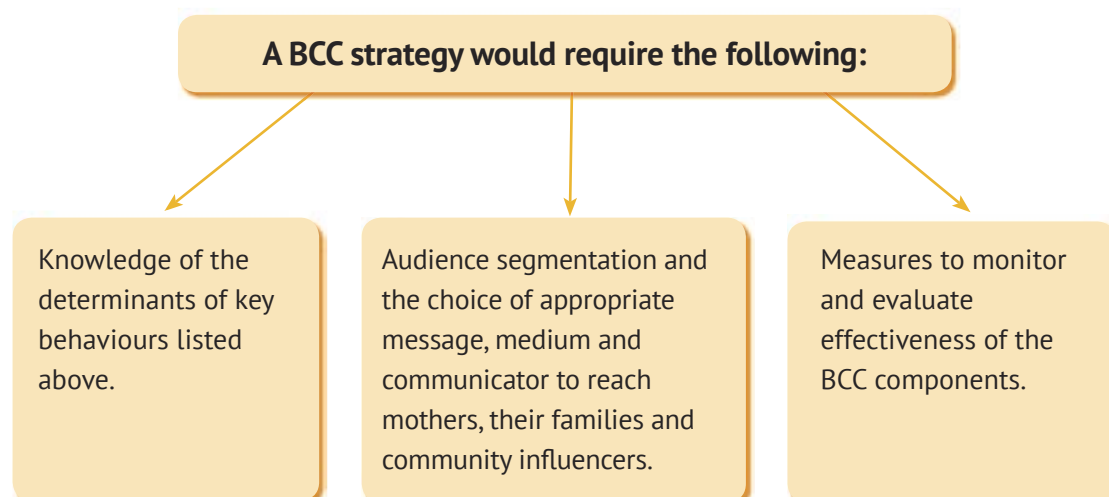 A BCC strategy would require the following:
Knowledge of the
determinants of key
behaviours listed
above.
Audience segmentation and
the choice of appropriate
message, medium and
communicator to reach
mothers, their families and
community influencers.
Measures to monitor
and evaluate
effectiveness of the
BCC components.